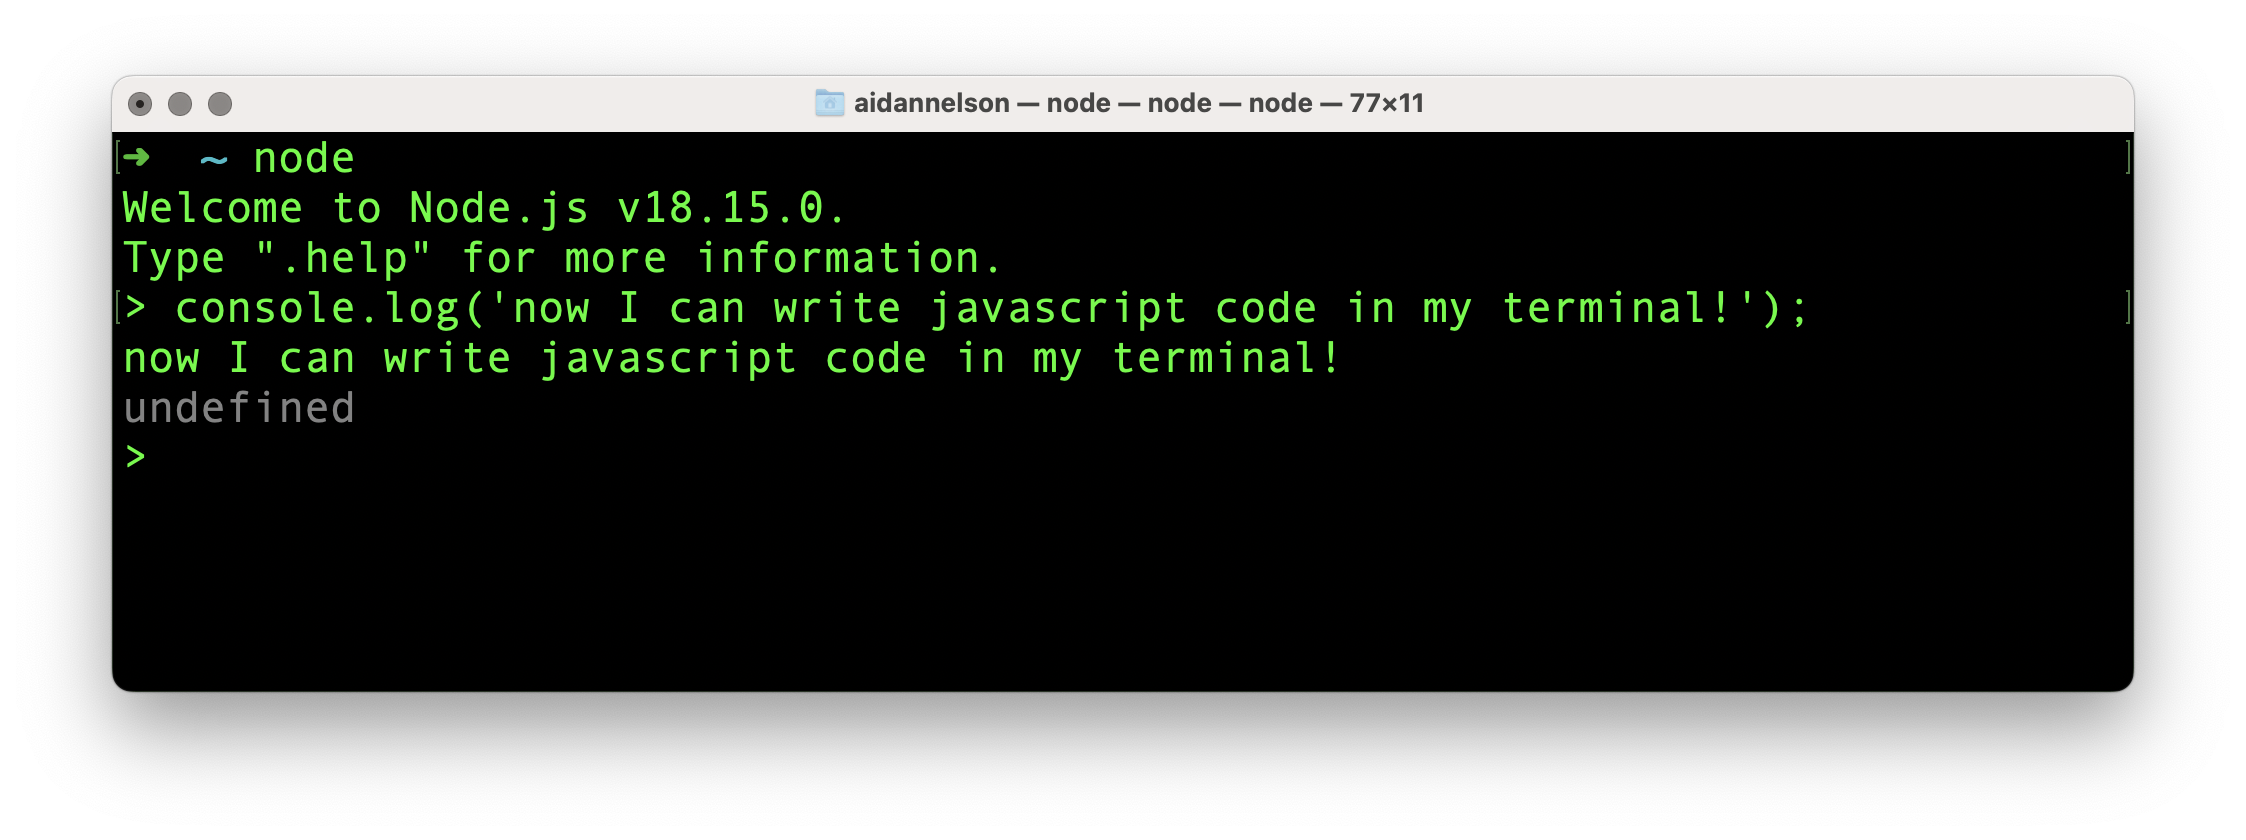 aidannelson — node — node — node — 77×11
➜  ~ node
Welcome to Node.js v18.15.0.
Type ".help" for more information.
> console.log('now I can write javascript code in my terminal!');
now I can write javascript code in my terminal!
undefined
>